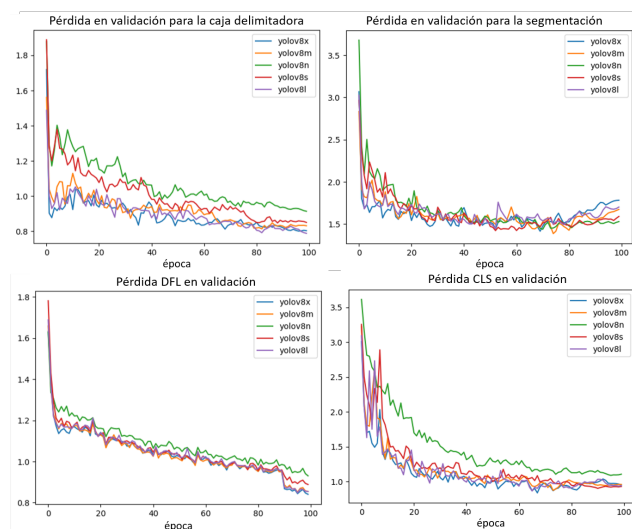 Pérdida en validación para la caja delimitadora
1.8
1.6
1.4
1.2
1.0
0.8
0 20 40 60 80 100
época
yolov8x
yolov8m
yolov8n
yolov8s
yolov8l
Pérdida en validación para la segmentación
3.5
3.0
2.5
2.0
1.5
0 20 40 60 80 100
época
yolov8x
yolov8m
yolov8n
yolov8s
yolov8l
Pérdida DFL en validación
1.8
1.6
1.4
1.2
1.0
0.8
0 20 40 60 80 100
época
yolov8x
yolov8m
yolov8n
yolov8s
yolov8l
Pérdida CLS en validación
3.5
3.0
2.5
2.0
1.5
1.0
0 20 40 60 80 100
época
yolov8x
yolov8m
yolov8n
yolov8s
yolov8l